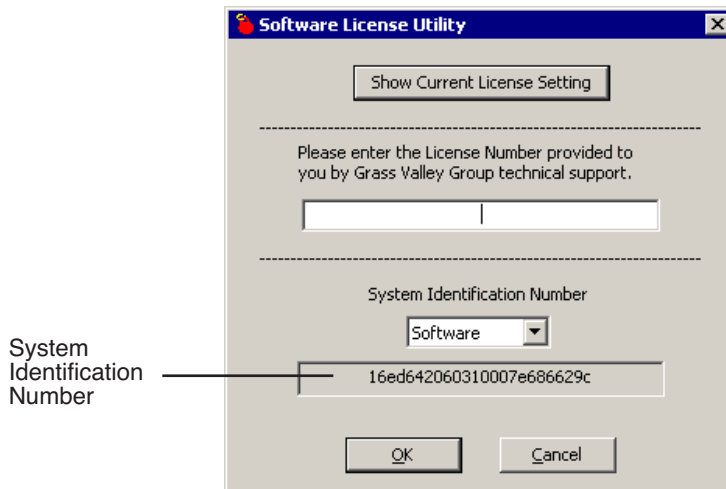 Software License Utility
Show Current License Setting
Please enter the License Number provided to
you by Grass Valley Group technical support.
System Identification Number
Software
System
Identification
Number
16ed642060310007e686629c
OK
Cancel